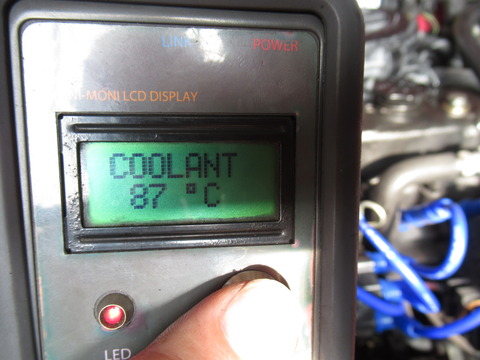 LINK
POWER
I-MONI LCD DISPLAY
COOLANT
87 °C
LED